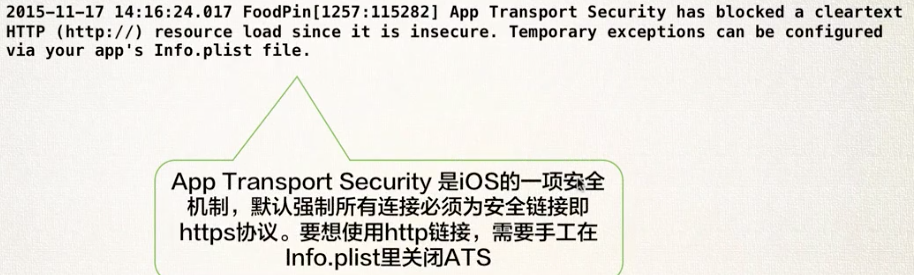 2015-11-17 14:16:24.017 FoodPin[1257:115282] App Transport Security has blocked a cleartext
HTTP (http://) resource load since it is insecure. Temporary exceptions can be configured
via your app's Info.plist file.
App Transport Security 是iOS的一项安全
机制，默认强制所有连接必须为安全链接即
https协议。要想使用http链接，需要手工在
Info.plist里关闭ATS